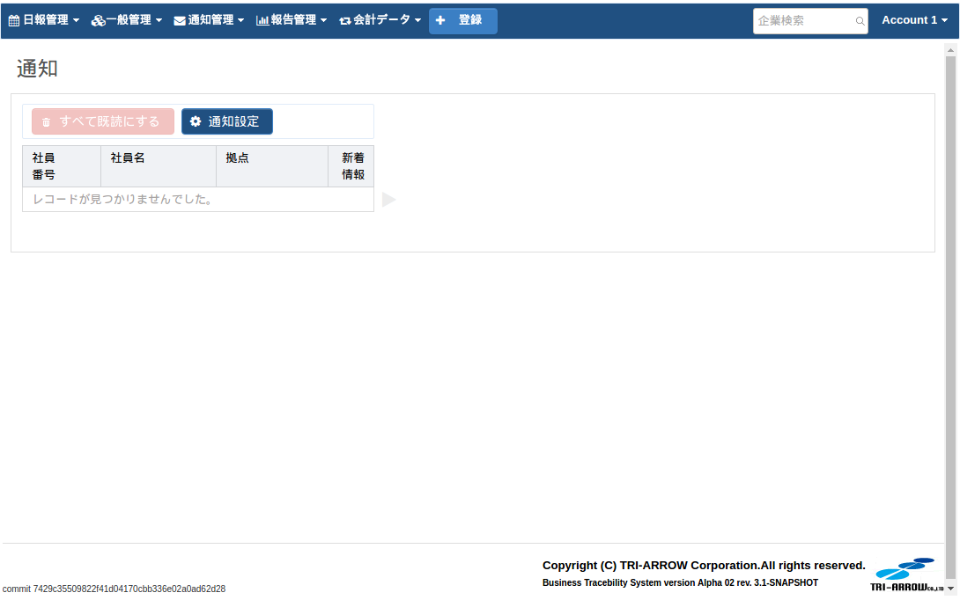 日報管理 一般管理 通知管理 報告管理 会計データ 登録 企業検索 Account 1
通知
すべて既読にする 通知設定
社員番号 社員名 拠点 新着情報
レコードが見つかりませんでした。
Copyright (C) TRI-ARROW Corporation.All rights reserved.
Business Tracebility System version Alpha 02 rev. 3.1-SNAPSHOT
TRI-ARROW CO.,LTD
commit 7429c35509822f41d04170cbb336e02a0ad62d28